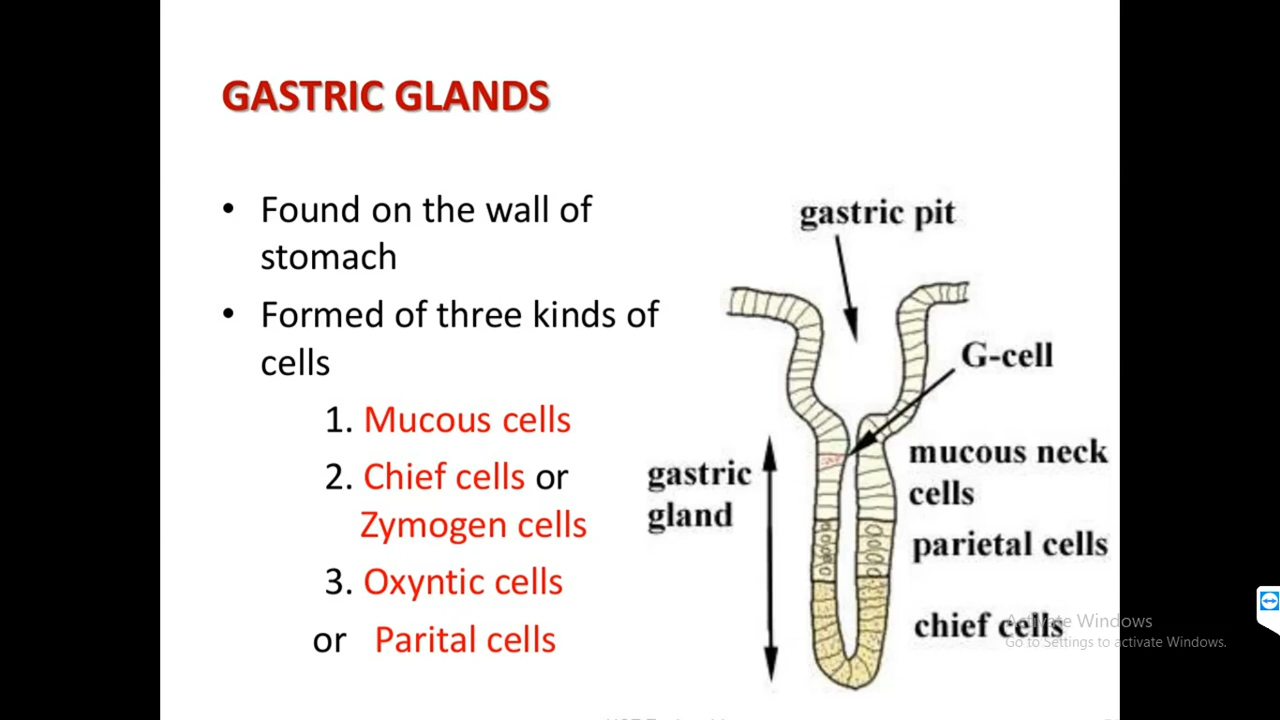 GASTRIC GLANDS
• Found on the wall of
stomach
• Formed of three kinds of
cells
1. Mucous cells
2. Chief cells or
Zymogen cells
3. Oxyntic cells
or Parital cells
gastric pit
G-cell
gastric
gland
mucous neck
cells
parietal cells
chief cells
Activate Windows
Go to Settings to activate Windows.